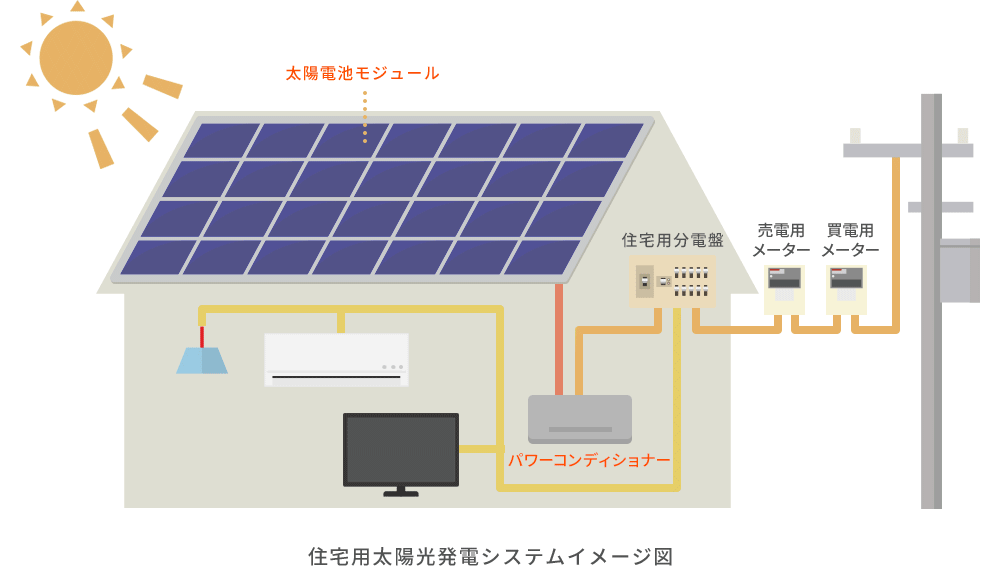 太陽電池モジュール
住宅用分電盤
売電用
メーター
買電用
メーター
パワーコンディショナー
住宅用太陽光発電システムイメージ図